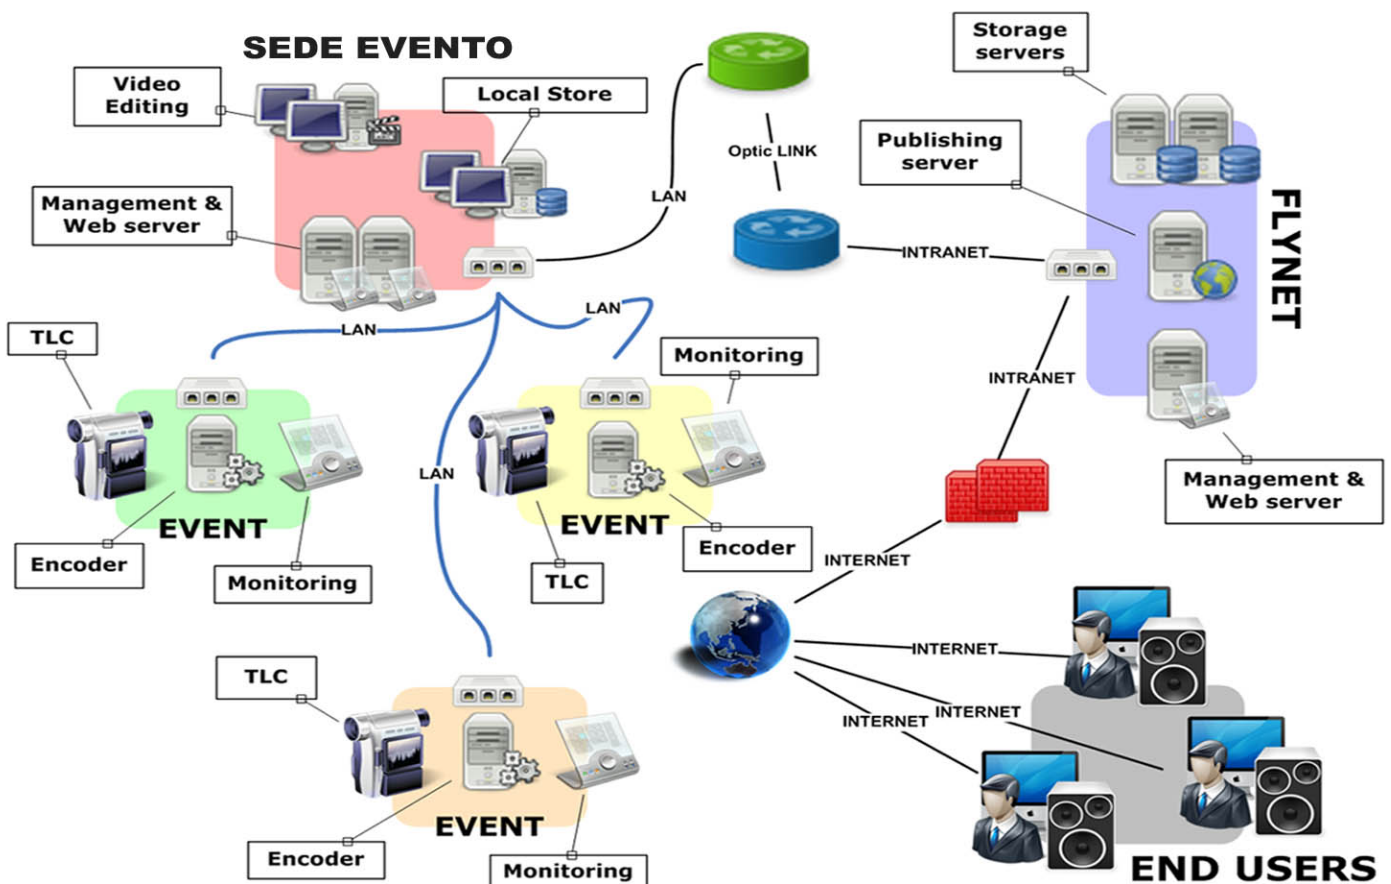 SEDE EVENTO
Video
Editing
Local Store
Management &
Web server
LAN
Optic LINK
Storage
servers
Publishing
server
INTRANET
FLYNET
INTRANET
Management &
Web server
LAN
LAN
LAN
TLC
EVENT
Encoder
Monitoring
Monitoring
EVENT
Encoder
TLC
TLC
EVENT
Encoder
Monitoring
INTERNET
INTERNET
INTERNET
INTERNET
END USERS